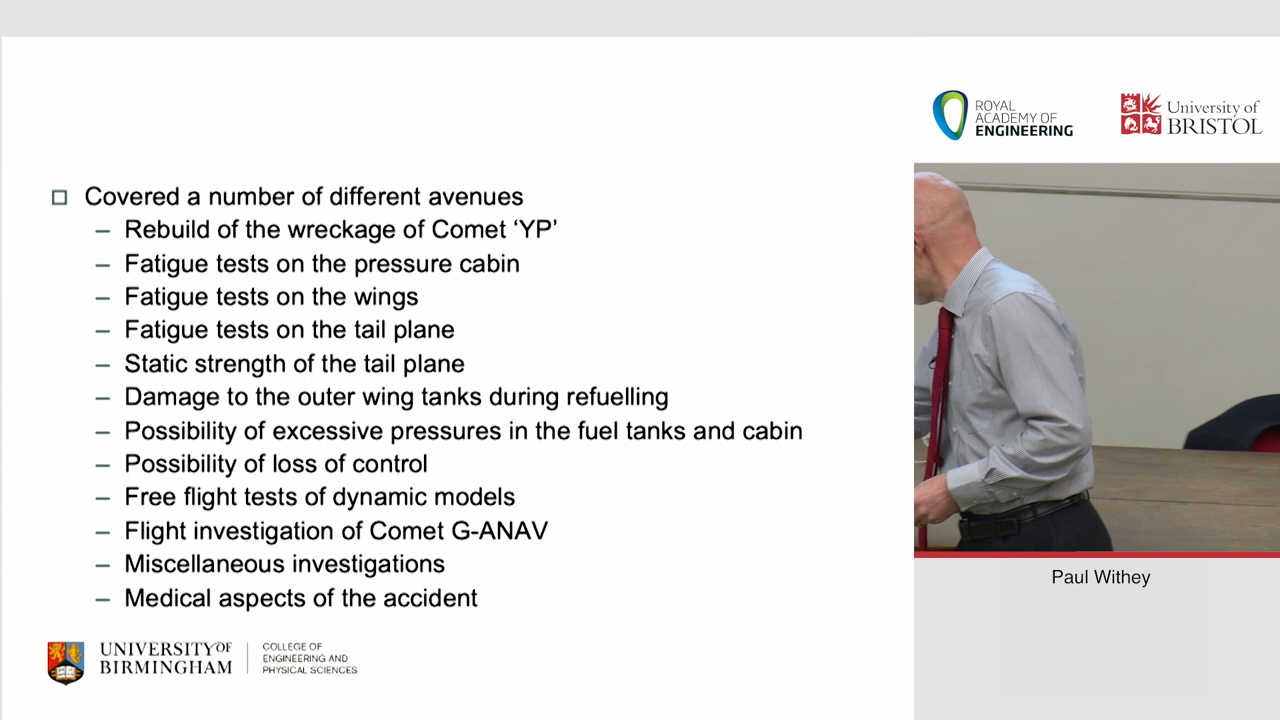 □ Covered a number of different avenues
– Rebuild of the wreckage of Comet ‘YP’
– Fatigue tests on the pressure cabin
– Fatigue tests on the wings
– Fatigue tests on the tail plane
– Static strength of the tail plane
– Damage to the outer wing tanks during refuelling
– Possibility of excessive pressures in the fuel tanks and cabin
– Possibility of loss of control
– Free flight tests of dynamic models
– Flight investigation of Comet G-ANAV
– Miscellaneous investigations
– Medical aspects of the accident
UNIVERSITY OF
BIRMINGHAM
COLLEGE OF
ENGINEERING AND
PHYSICAL SCIENCES
ROYAL
ACADEMY OF
ENGINEERING
University of
BRISTOL
Paul Withey